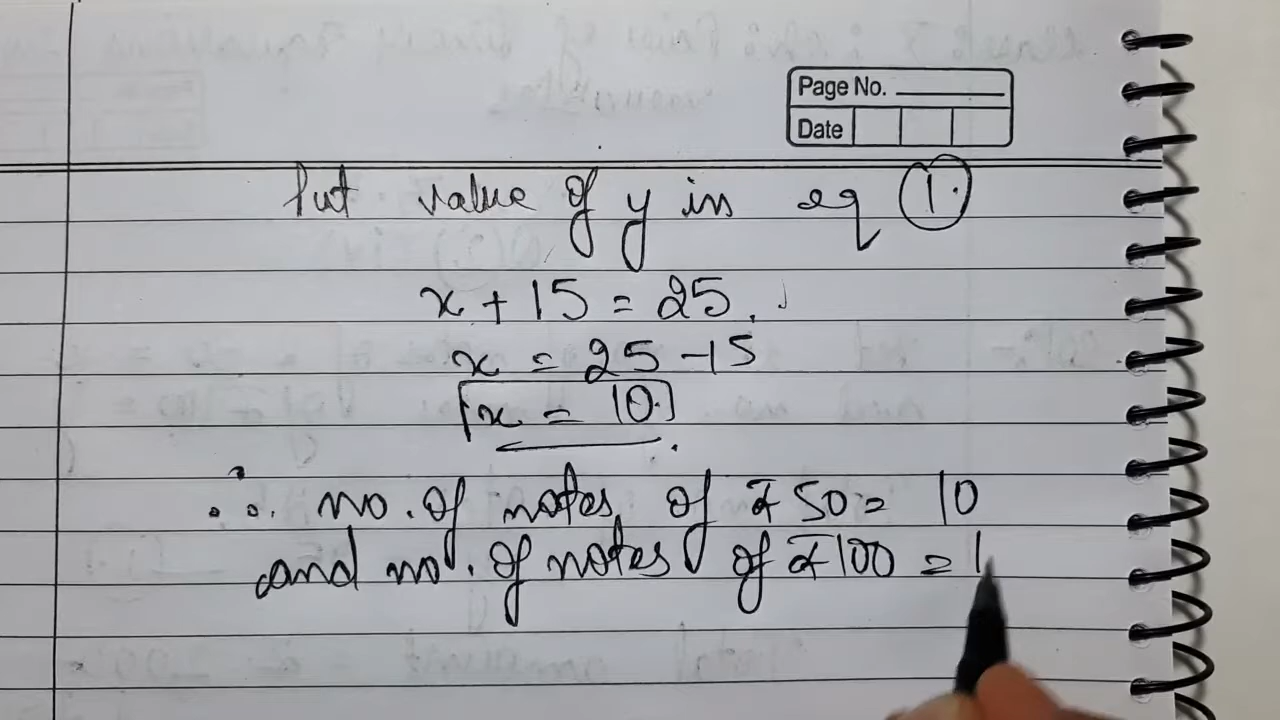 Page No.
Date
Put value of y in eq 1.
x + 15 = 25.
x = 25 - 15
x = 10.
∴ no. of notes of ₹ 50 = 10
and no. of notes of ₹ 100 = 1